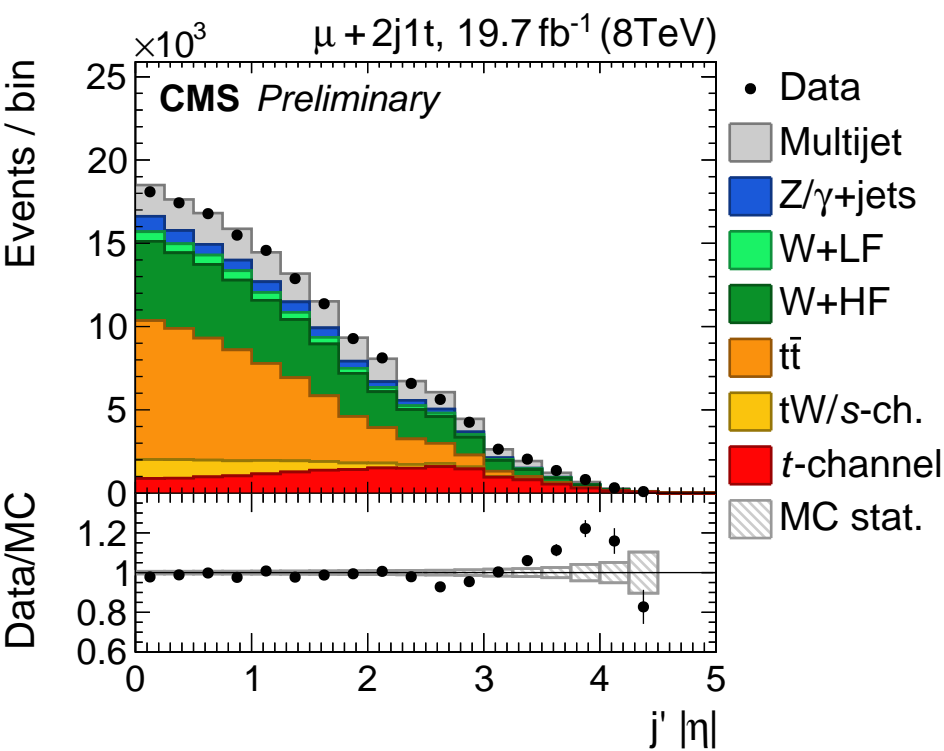 ×10³ μ + 2j1t, 19.7 fb⁻¹ (8TeV)
CMS Preliminary
Events / bin
25
20
15
10
5
0
Data
Multijet
Z/γ+jets
W+LF
W+HF
tt̄
tW/s-ch.
t-channel
MC stat.
Data/MC
1.2
1
0.8
0.6
0 1 2 3 4 5
j' |η|